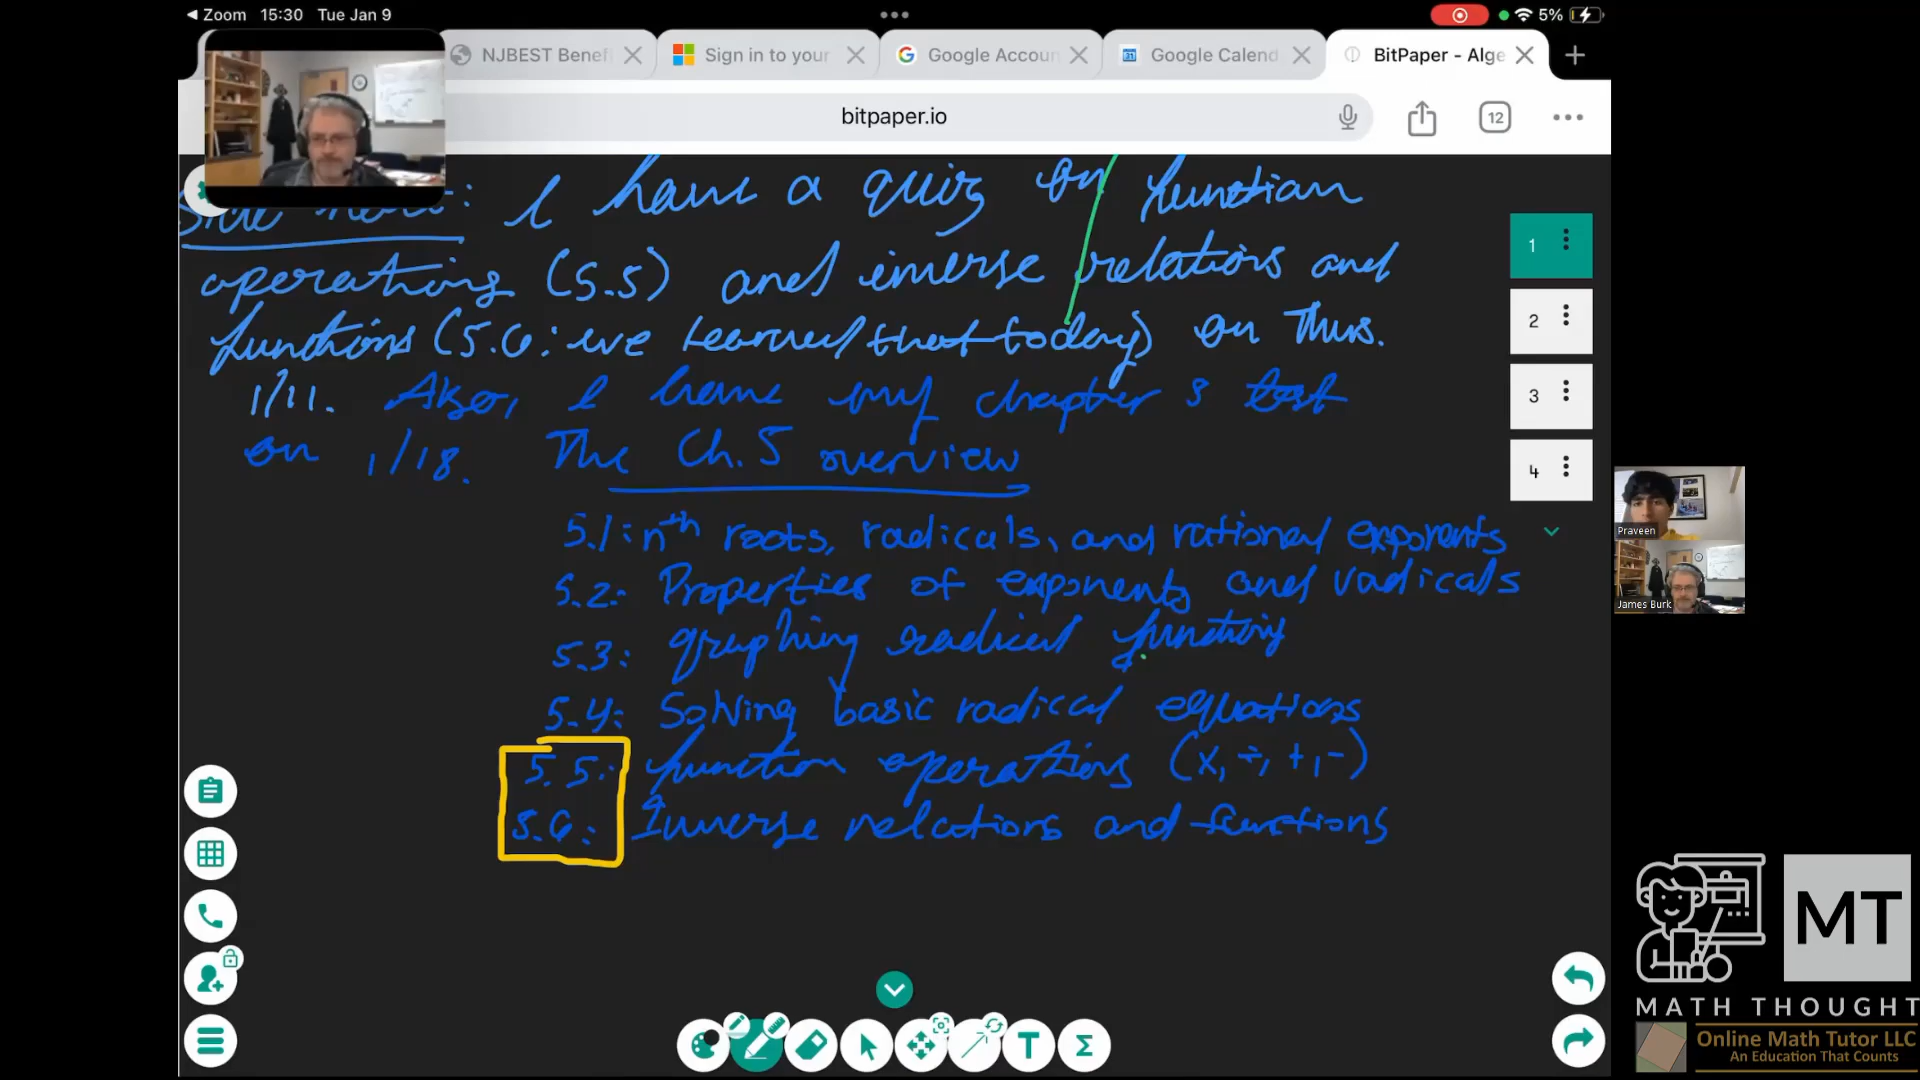 Zoom 15:30 Tue Jan 9
5%
NJBEST Benefi
Sign in to your
Google Accoun
Google Calend
BitPaper - Alge
bitpaper.io
12
Side note: I have a quiz on function
operations (5.5) and inverse relations and
functions (5.6: we learned that today) on Thus.
1/11. Also, I have my chapter 5 test
on 1/18. The Ch. 5 overview
5.1: nth roots, radicals, and rational exponents
5.2: Properties of exponents and radicals
5.3: graphing radical functions
5.4: Solving basic radical equations
5.5: function operations (x, ÷, +, -)
5.6: Inverse relations and functions
1
2
3
4
Praveen
James Burk
T
Σ
MT
MATH THOUGHT
Online Math Tutor LLC
An Education That Counts